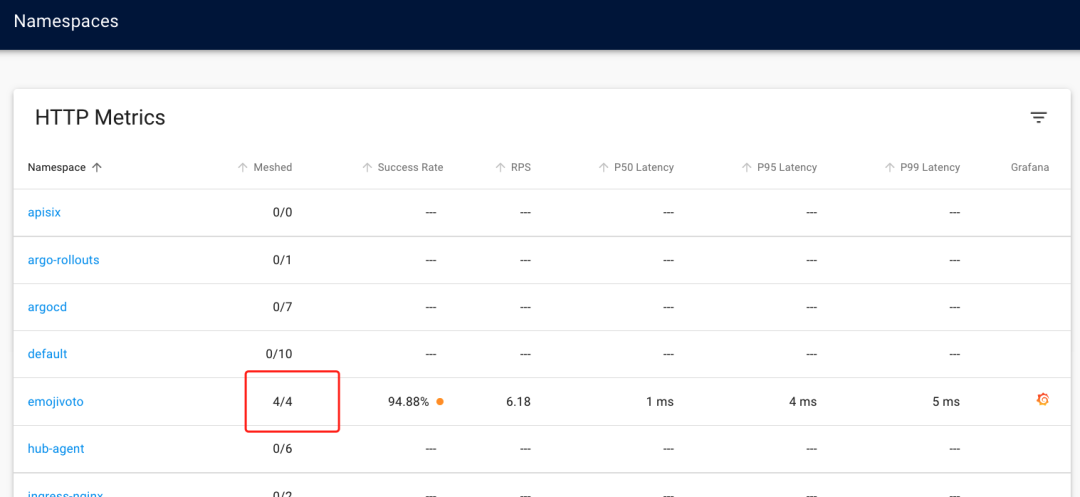 Namespaces
HTTP Metrics
Namespace Meshed Success Rate RPS P50 Latency P95 Latency P99 Latency Grafana
apisix 0/0 --- --- --- --- ---
argo-rollouts 0/1 --- --- --- --- ---
argocd 0/7 --- --- --- --- ---
default 0/10 --- --- --- --- ---
emojivoto 4/4 94.88% 6.18 1 ms 4 ms 5 ms
hub-agent 0/6 --- --- --- --- ---
ingress-nginx 0/2 --- --- --- --- ---